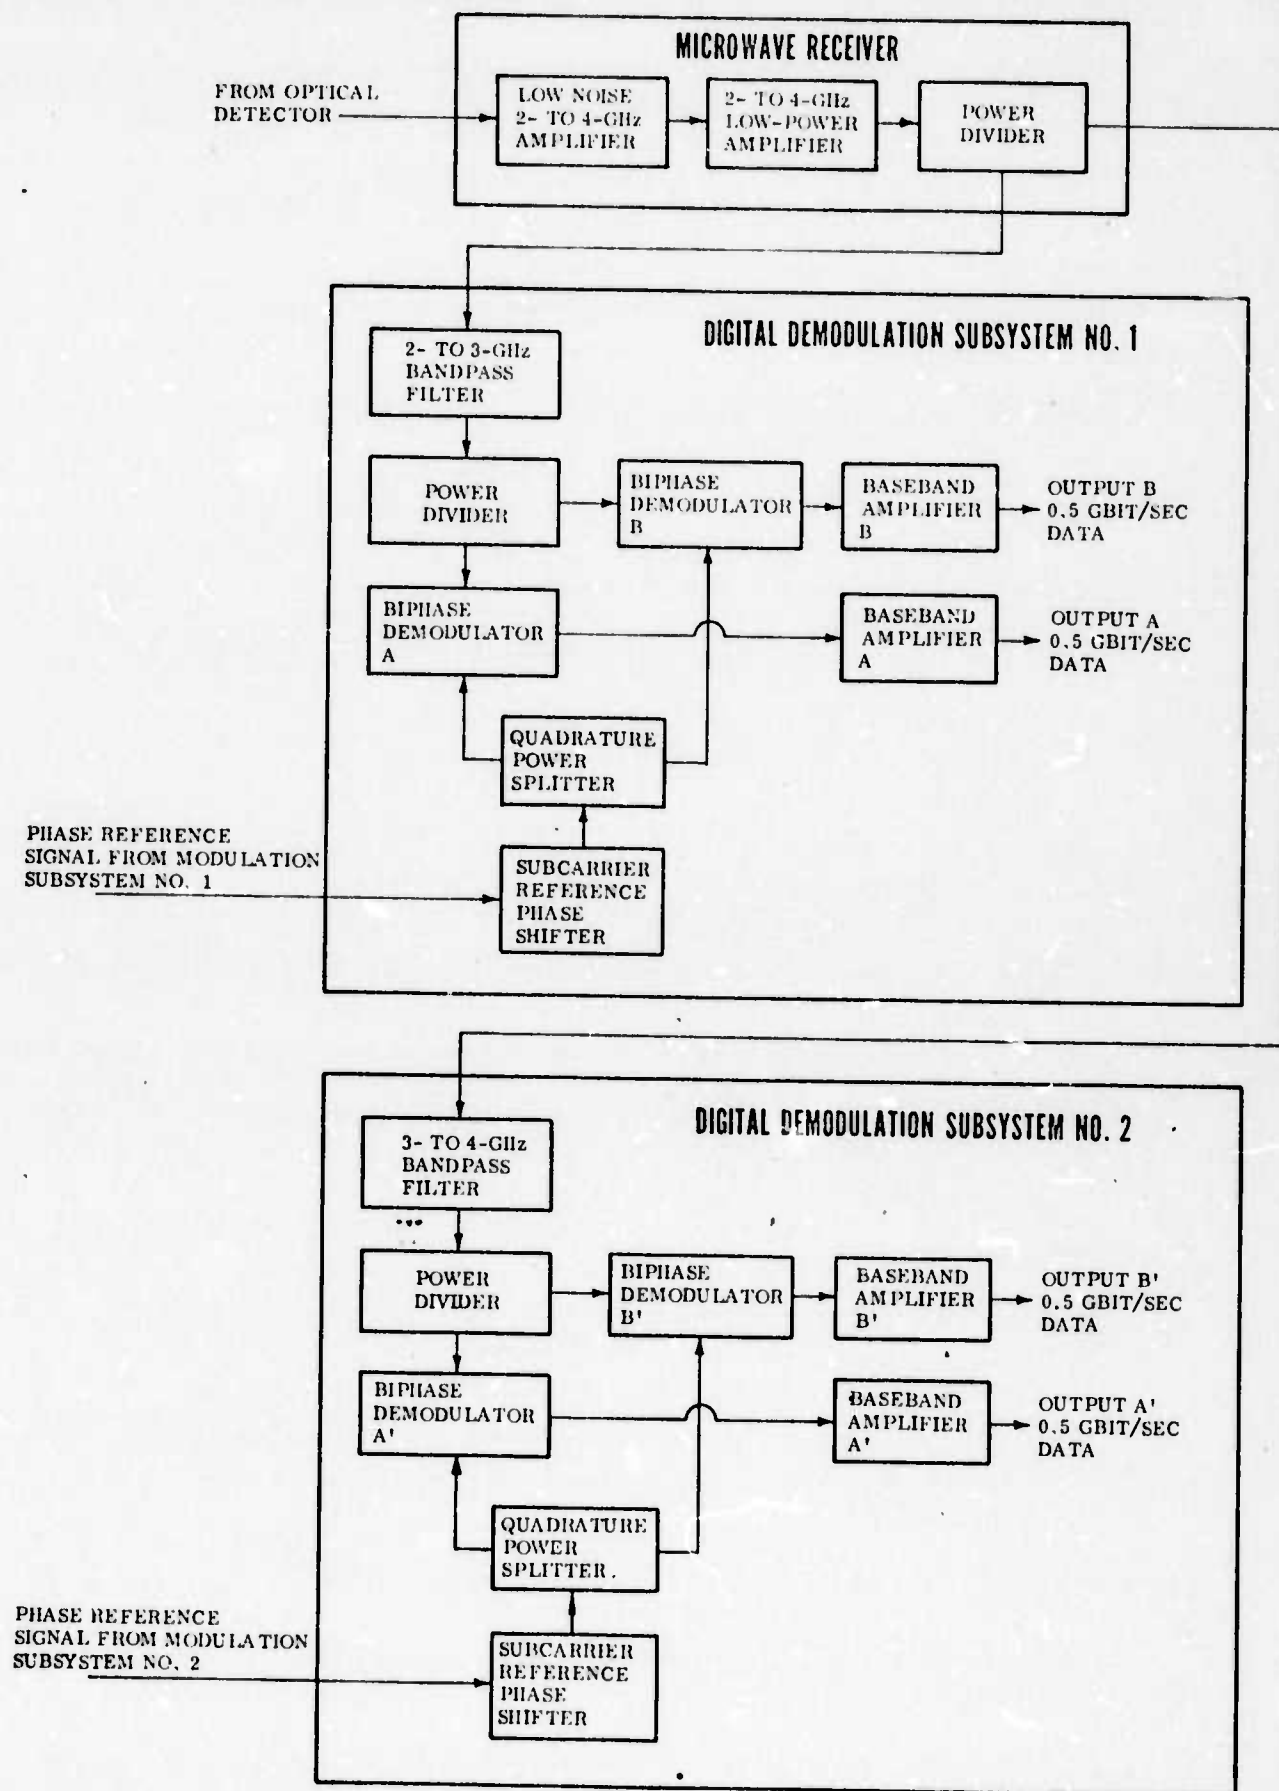 MICROWAVE RECEIVER
FROM OPTICAL
DETECTOR
LOW NOISE
2- TO 4-GHz
AMPLIFIER
2- TO 4-GHz
LOW-POWER
AMPLIFIER
POWER
DIVIDER
DIGITAL DEMODULATION SUBSYSTEM NO. 1
2- TO 3-GHz
BANDPASS
FILTER
POWER
DIVIDER
BIPHASE
DEMODULATOR
B
BASEBAND
AMPLIFIER
B
OUTPUT B
0.5 GBIT/SEC
DATA
BIPHASE
DEMODULATOR
A
BASEBAND
AMPLIFIER
A
OUTPUT A
0.5 GBIT/SEC
DATA
QUADRATURE
POWER
SPLITTER
PHASE REFERENCE
SIGNAL FROM MODULATION
SUBSYSTEM NO. 1
SUBCARRIER
REFERENCE
PHASE
SHIFTER
DIGITAL DEMODULATION SUBSYSTEM NO. 2
3- TO 4-GHz
BANDPASS
FILTER
POWER
DIVIDER
BIPHASE
DEMODULATOR
B'
BASEBAND
AMPLIFIER
B'
OUTPUT B'
0.5 GBIT/SEC
DATA
BIPHASE
DEMODULATOR
A'
BASEBAND
AMPLIFIER
A'
OUTPUT A'
0.5 GBIT/SEC
DATA
QUADRATURE
POWER
SPLITTER.
PHASE REFERENCE
SIGNAL FROM MODULATION
SUBSYSTEM NO. 2
SUBCARRIER
REFERENCE
PHASE
SHIFTER